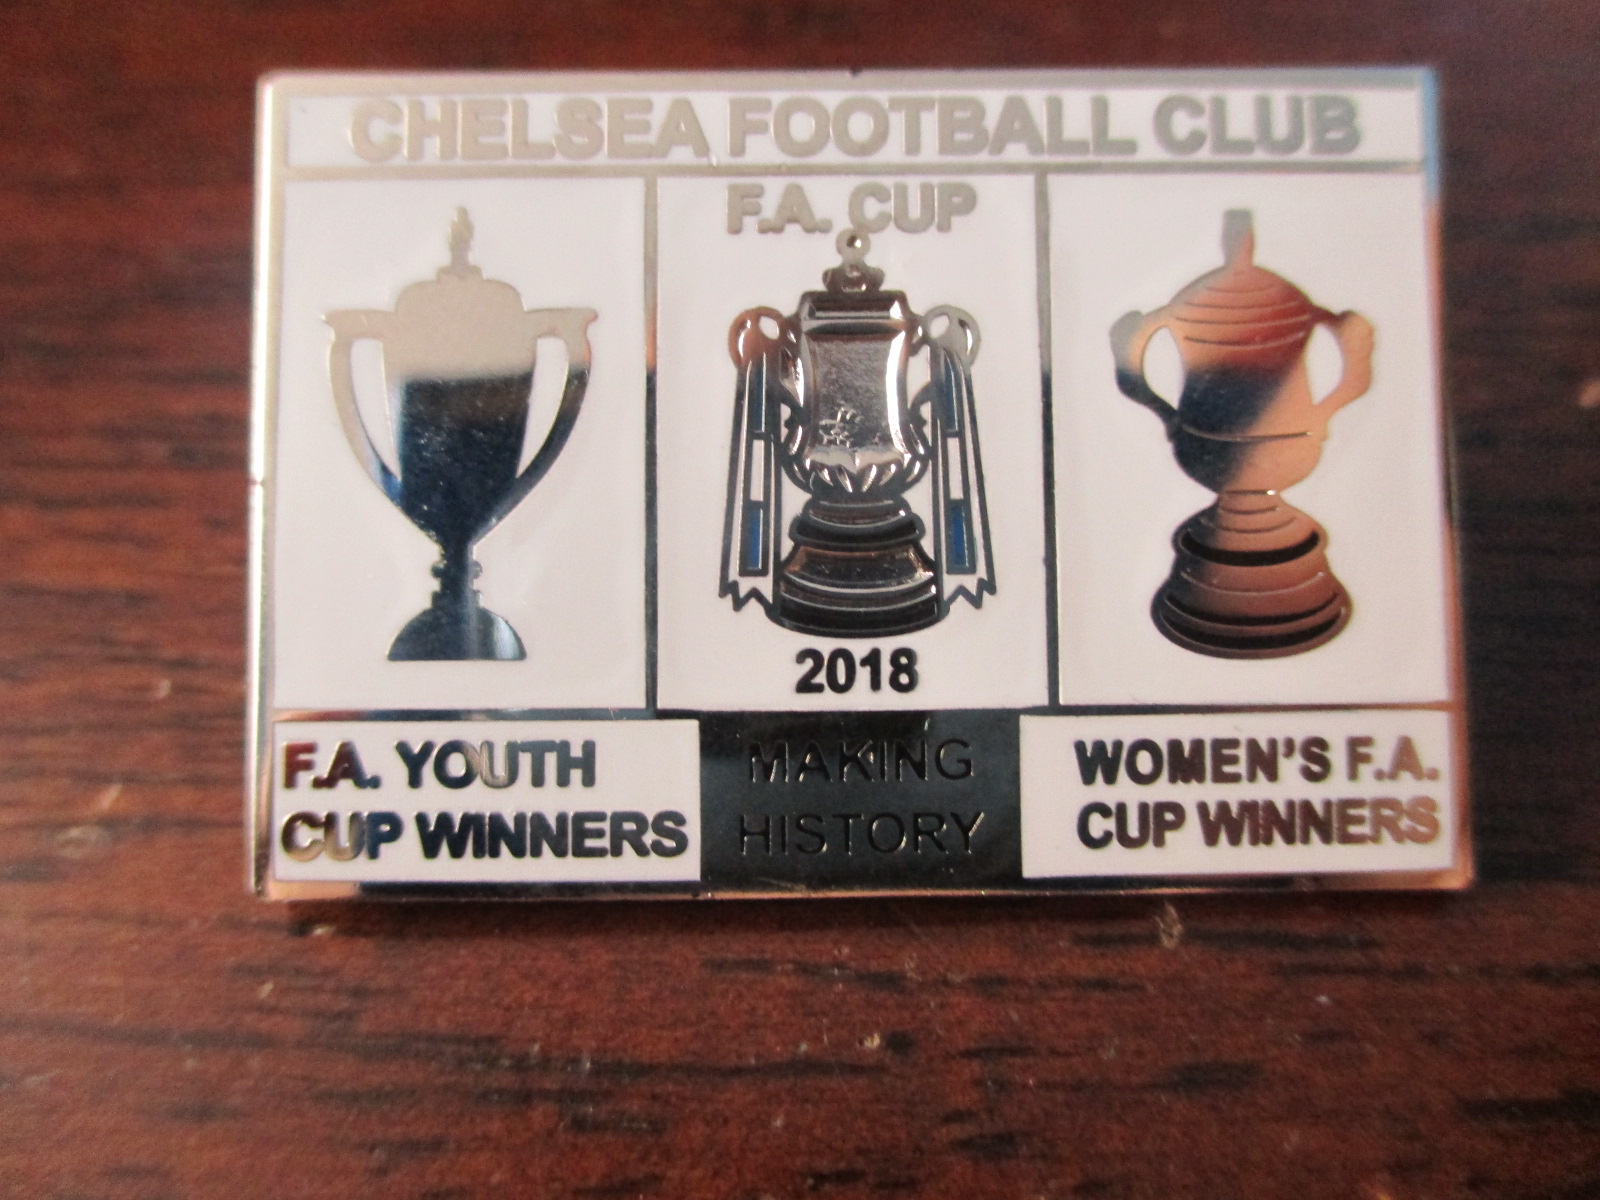 CHELSEA FOOTBALL CLUB
F.A. CUP
2018
F.A. YOUTH
CUP WINNERS
MAKING
HISTORY
WOMEN'S F.A.
CUP WINNERS